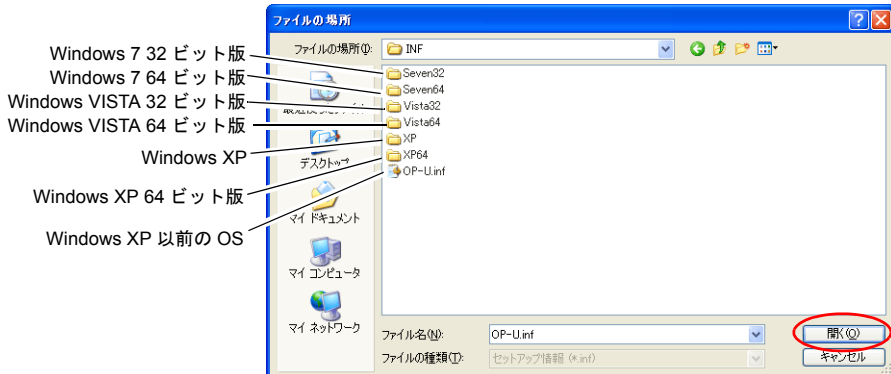 ファイルの場所
ファイルの場所(I):
INF
Windows 7 32 ビット版
Windows 7 64 ビット版
Windows VISTA 32 ビット版
Windows VISTA 64 ビット版
Windows XP
Windows XP 64 ビット版
Windows XP 以前の OS
デスクトップ
マイ ドキュメント
マイ コンピュータ
マイ ネットワーク
Seven32
Seven64
Vista32
Vista64
XP
XP64
OP-U.inf
ファイル名(N):
OP-U.inf
開く(O)
ファイルの種類(T):
セットアップ情報 (*.inf)
キャンセル